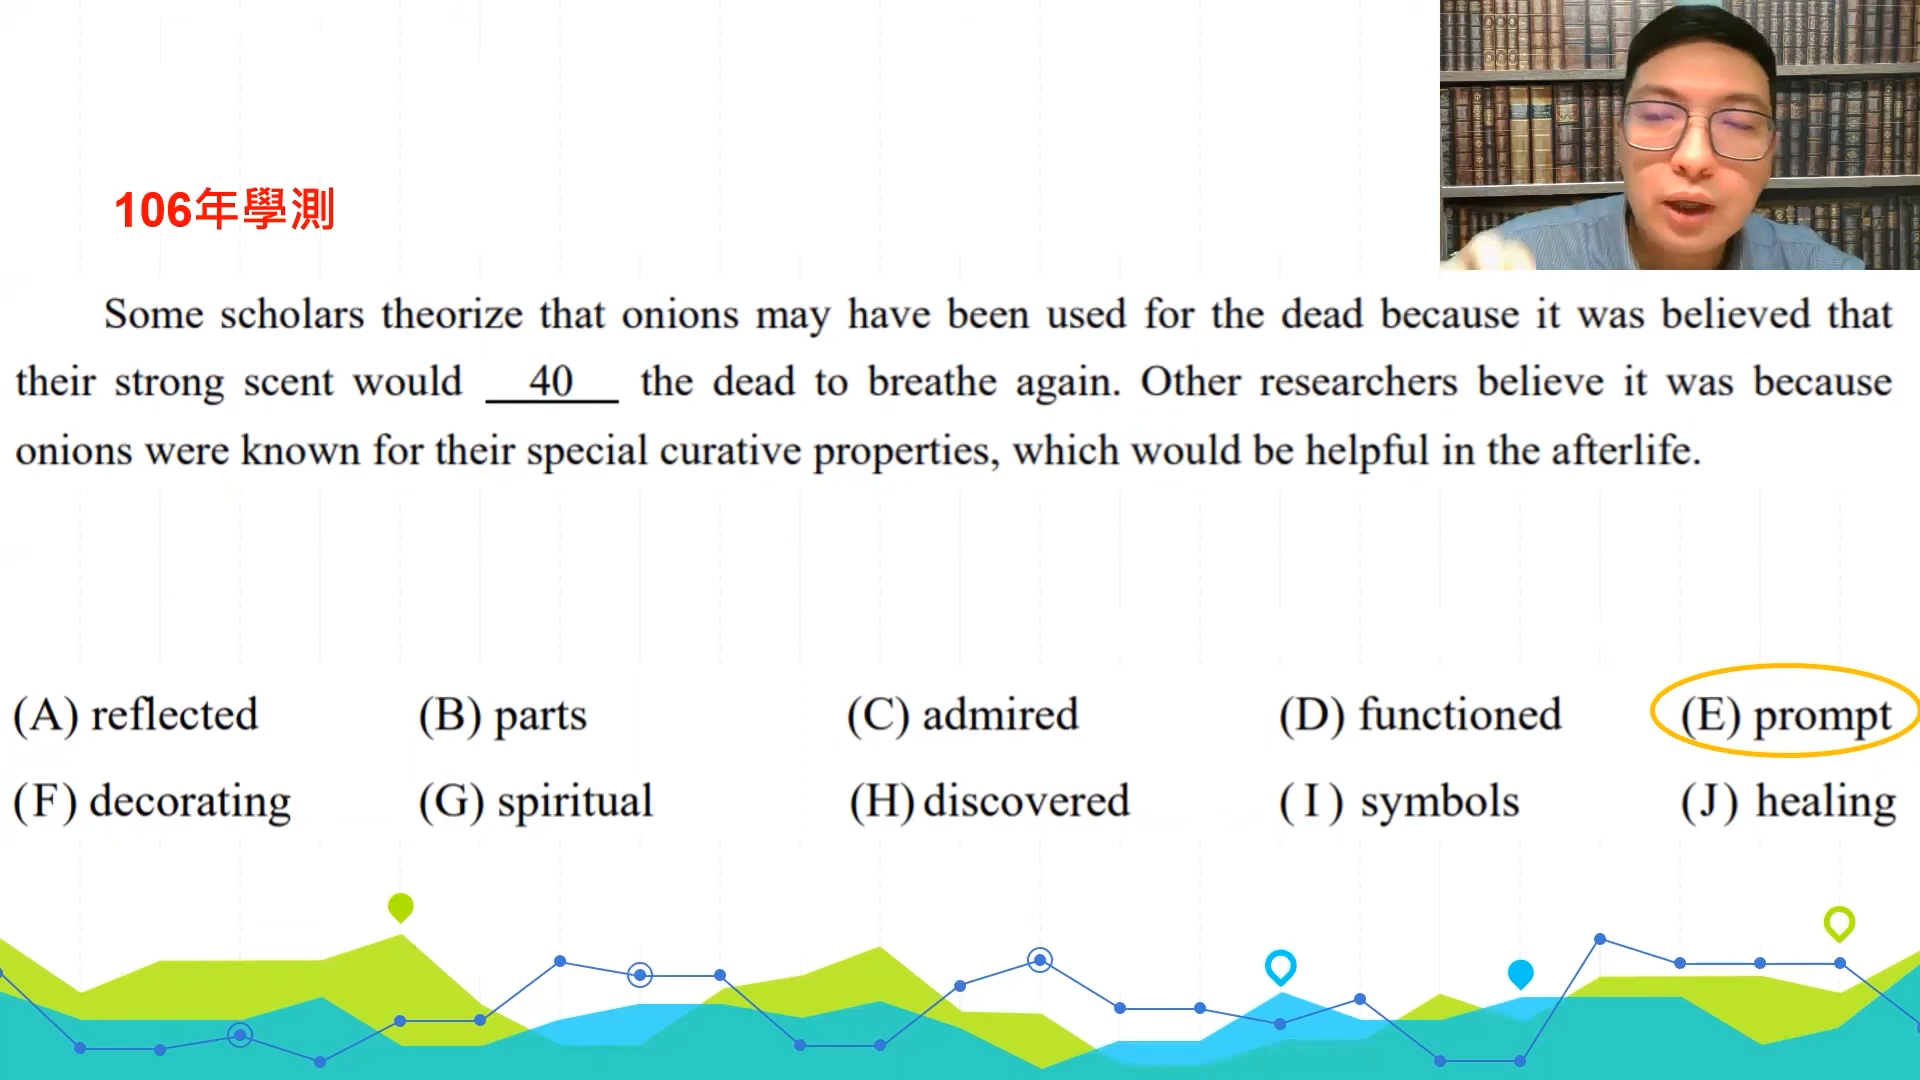 106年學測
Some scholars theorize that onions may have been used for the dead because it was believed that
their strong scent would 40 the dead to breathe again. Other researchers believe it was because
onions were known for their special curative properties, which would be helpful in the afterlife.
(A) reflected (B) parts (C) admired (D) functioned (E) prompt
(F) decorating (G) spiritual (H) discovered (I) symbols (J) healing